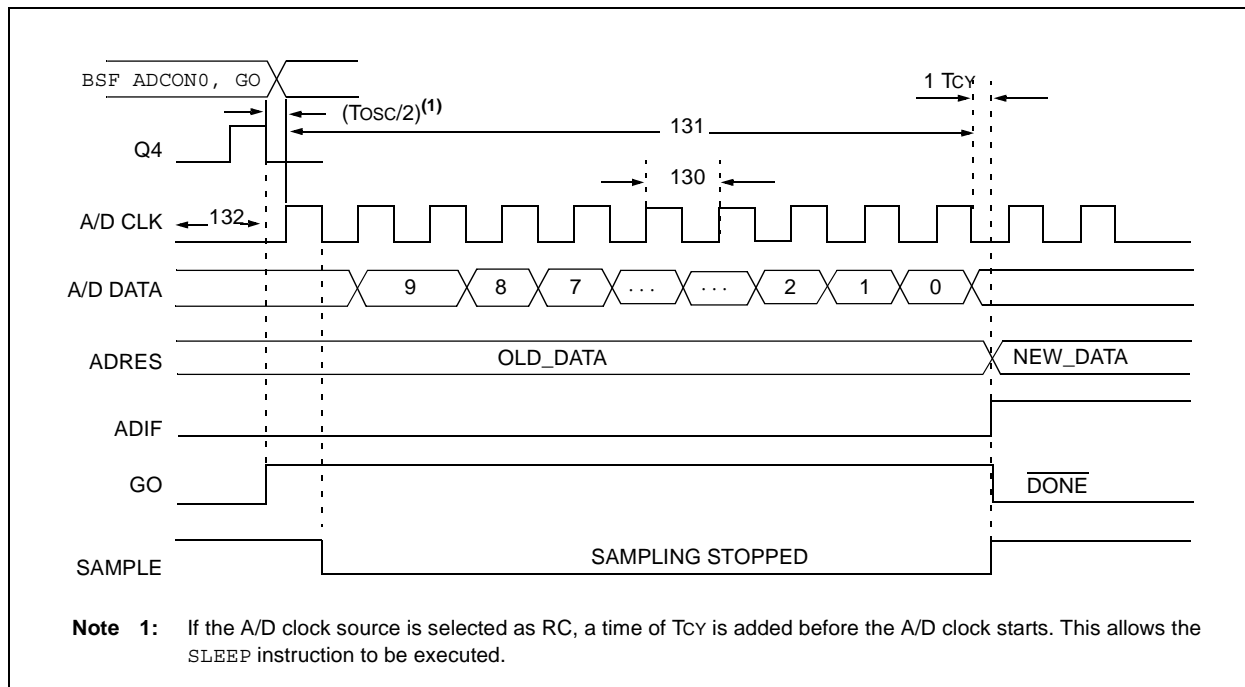 BSF ADCON0, GO
1 TCY
(TOSC/2)(1)
131
Q4
130
A/D CLK
132
A/D DATA
9 8 7 ... ... 2 1 0
ADRES
OLD_DATA
NEW_DATA
ADIF
GO
DONE
SAMPLE
SAMPLING STOPPED
Note 1: If the A/D clock source is selected as RC, a time of TCY is added before the A/D clock starts. This allows the
SLEEP instruction to be executed.